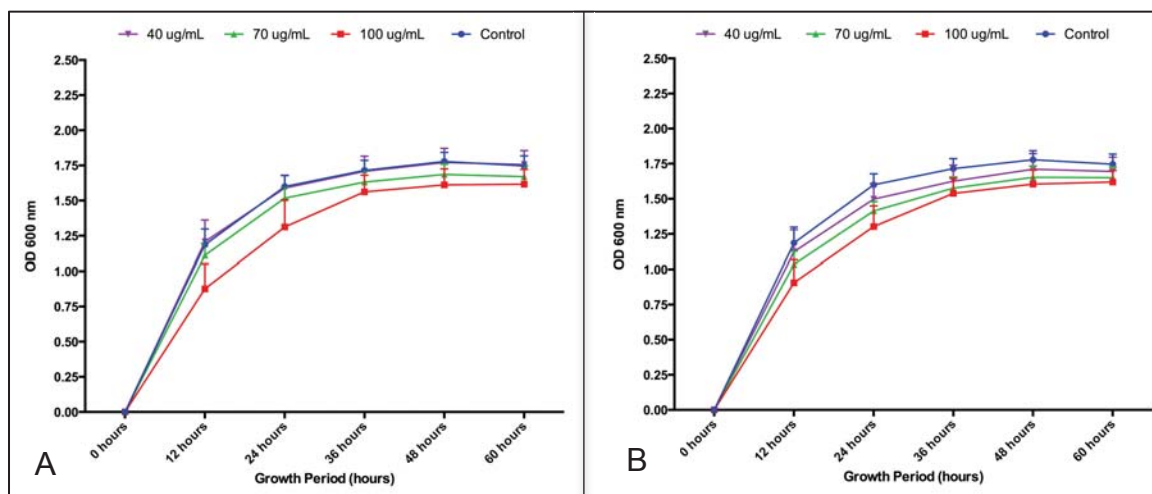 40 ug/mL 70 ug/mL 100 ug/mL Control
2.50
2.25
2.00
1.75
1.50
1.25
1.00
0.75
0.50
0.25
0.00
OD 600 nm
0 hours
12 hours
24 hours
36 hours
48 hours
60 hours
Growth Period (hours)
A
40 ug/mL 70 ug/mL 100 ug/mL Control
2.50
2.25
2.00
1.75
1.50
1.25
1.00
0.75
0.50
0.25
0.00
OD 600 nm
0 hours
12 hours
24 hours
36 hours
48 hours
60 hours
Growth Period (hours)
B